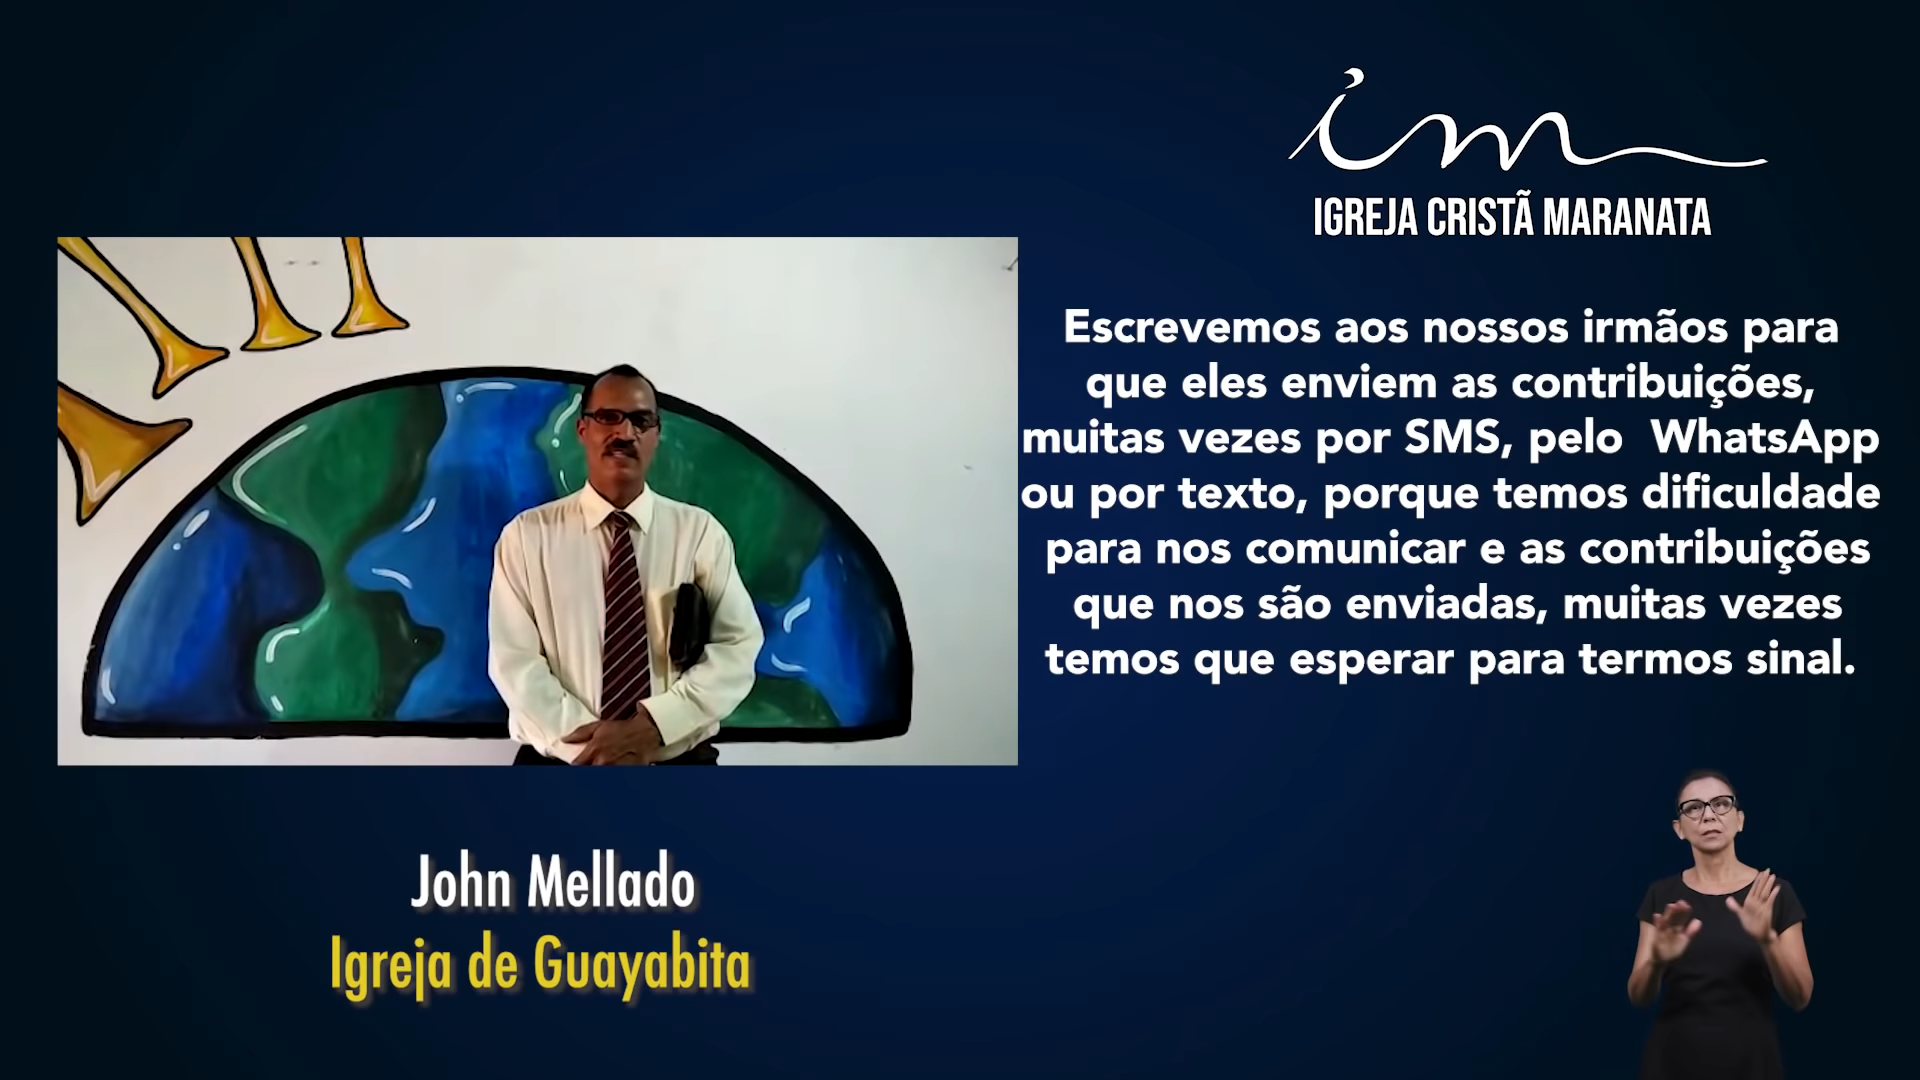 im
IGREJA CRISTÃ MARANATA
Escrevemos aos nossos irmãos para
que eles enviem as contribuições,
muitas vezes por SMS, pelo  WhatsApp
ou por texto, porque temos dificuldade
para nos comunicar e as contribuições
que nos são enviadas, muitas vezes
temos que esperar para termos sinal.
John Mellado
Igreja de Guayabita